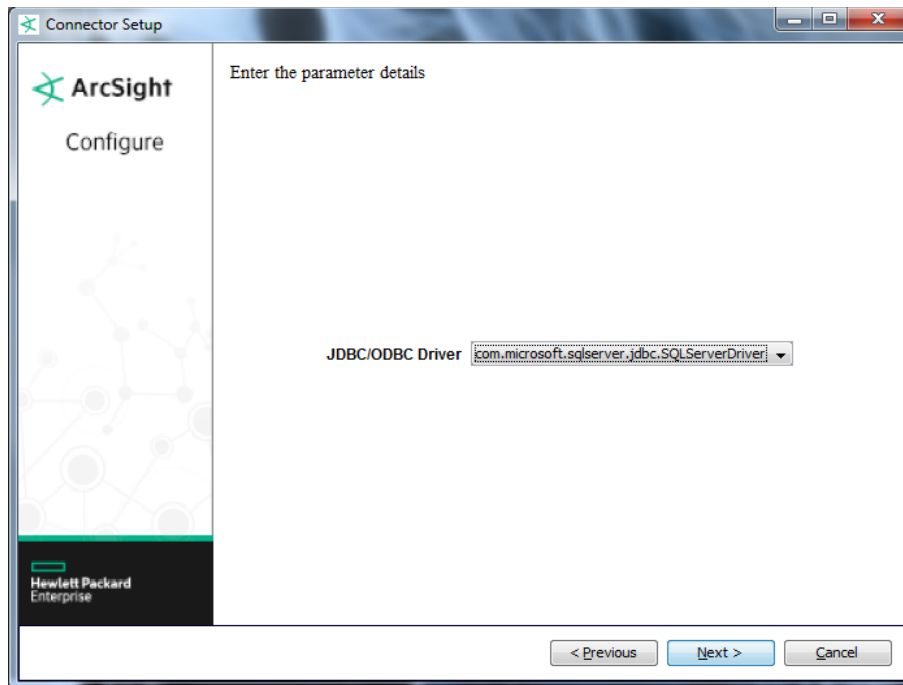 Connector Setup
ArcSight
Configure
Enter the parameter details
JDBC/ODBC Driver com.microsoft.sqlserver.jdbc.SQLServerDriver
Hewlett Packard
Enterprise
< Previous Next > Cancel